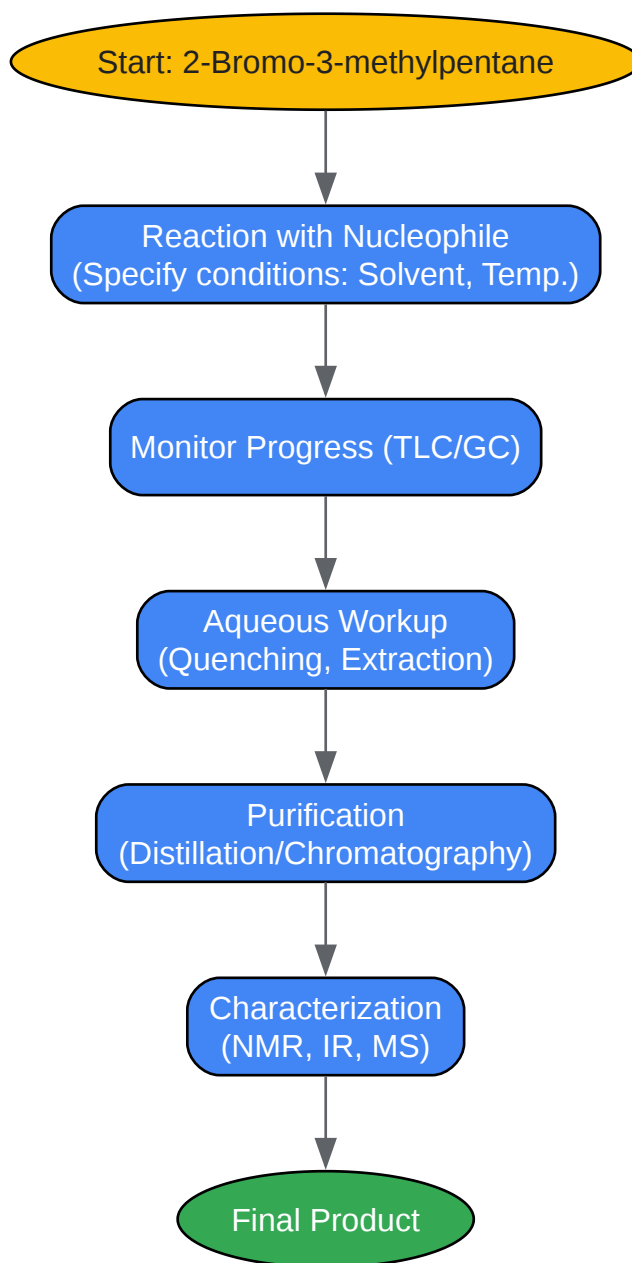 Start: 2-Bromo-3-methylpentane
Reaction with Nucleophile
(Specify conditions: Solvent, Temp.)
Monitor Progress (TLC/GC)
Aqueous Workup
(Quenching, Extraction)
Purification
(Distillation/Chromatography)
Characterization
(NMR, IR, MS)
Final Product